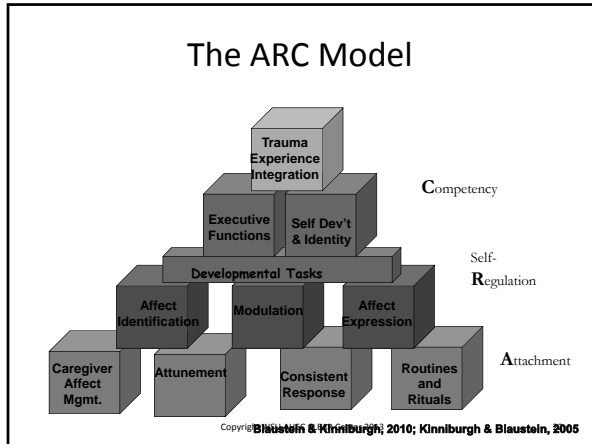 The ARC Model
Trauma
Experience
Integration
Competency
Executive
Functions
Self Dev't
& Identity
Self-
Regulation
Developmental Tasks
Affect
Identification
Modulation
Affect
Expression
Attachment
Caregiver
Affect
Mgmt.
Attunement
Consistent
Response
Routines
and
Rituals
Blaustein & Kinniburgh, 2010; Kinniburgh & Blaustein, 2005